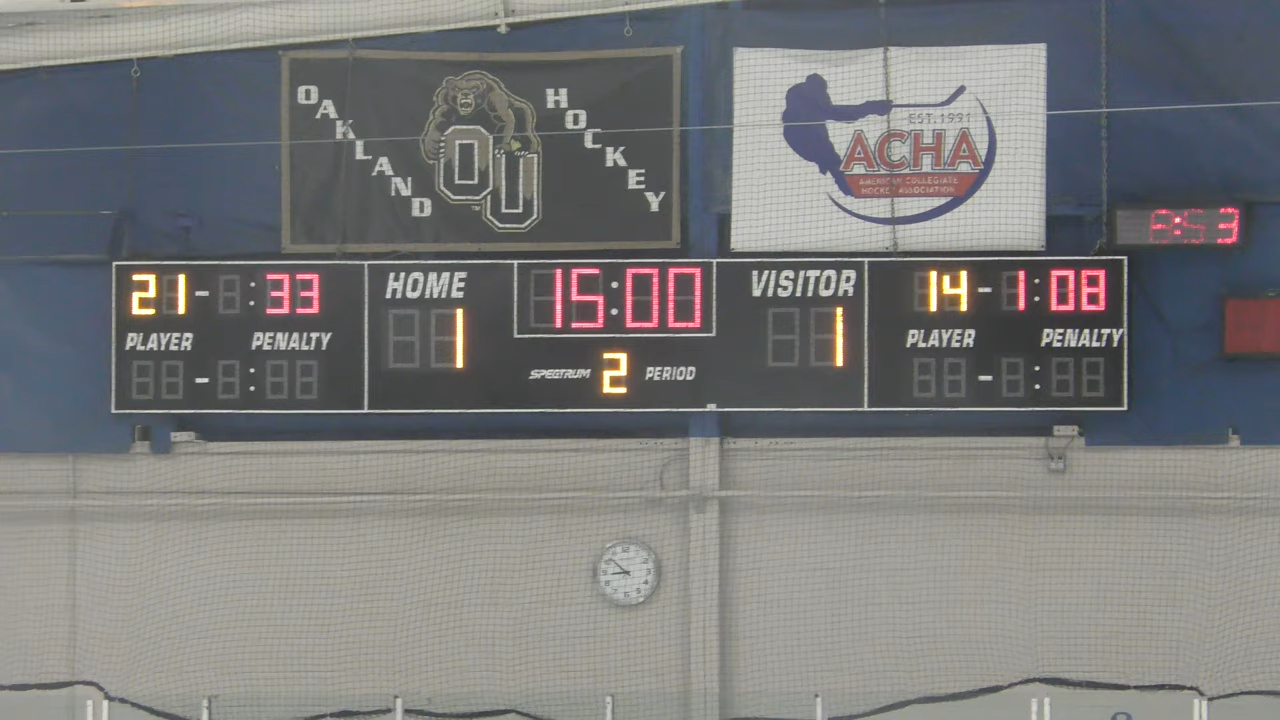 OAKLAND
HOCKEY
OU
TM
EST. 1991
ACHA
AMERICAN COLLEGIATE
HOCKEY ASSOCIATION
21 - :33
HOME
15:00
VISITOR
14 - 1:08
PLAYER PENALTY
1
1
PLAYER PENALTY
SPECTRUM 2 PERIOD